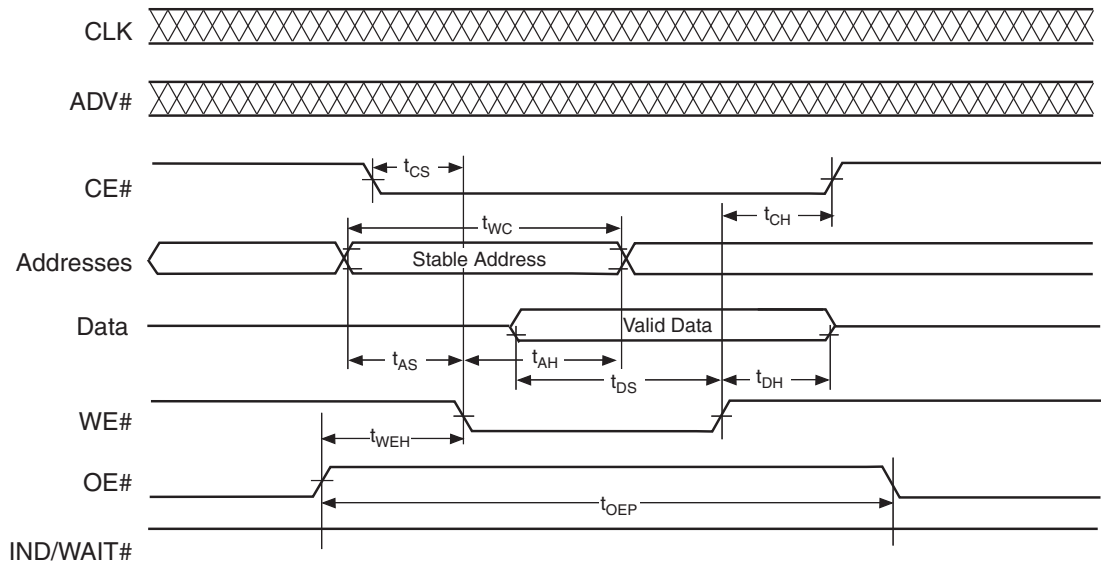 CLK
ADV#
CE#
tCS
tCH
Addresses
tWC
Stable Address
Data
Valid Data
tAS
tAH
tDS
tDH
WE#
tWEH
OE#
tOEP
IND/WAIT#